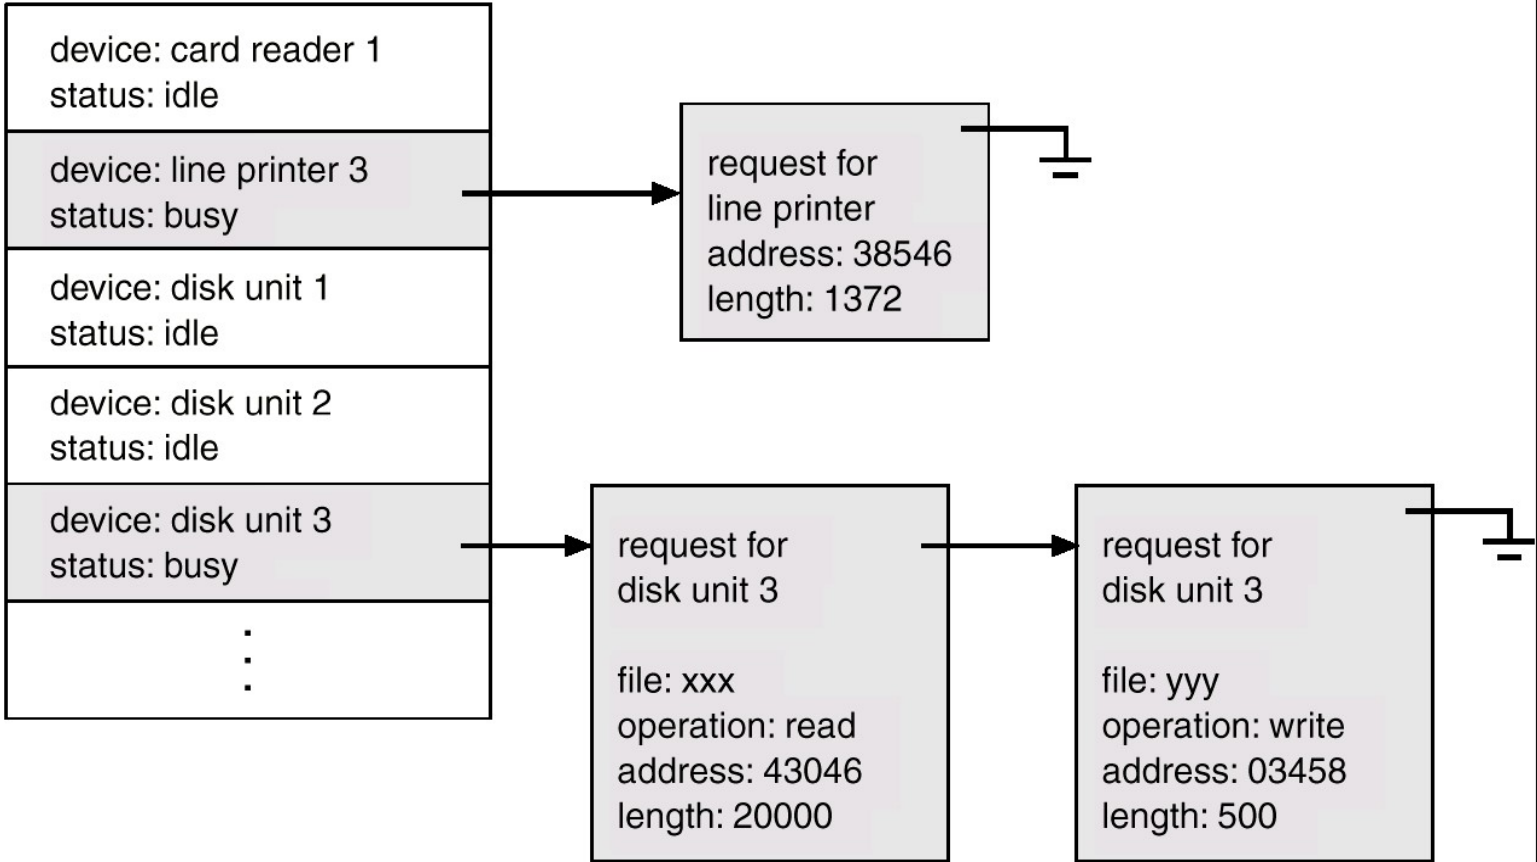 device: card reader 1
status: idle
device: line printer 3
status: busy
device: disk unit 1
status: idle
device: disk unit 2
status: idle
device: disk unit 3
status: busy
request for
line printer
address: 38546
length: 1372
request for
disk unit 3
file: xxx
operation: read
address: 43046
length: 20000
request for
disk unit 3
file: yyy
operation: write
address: 03458
length: 500